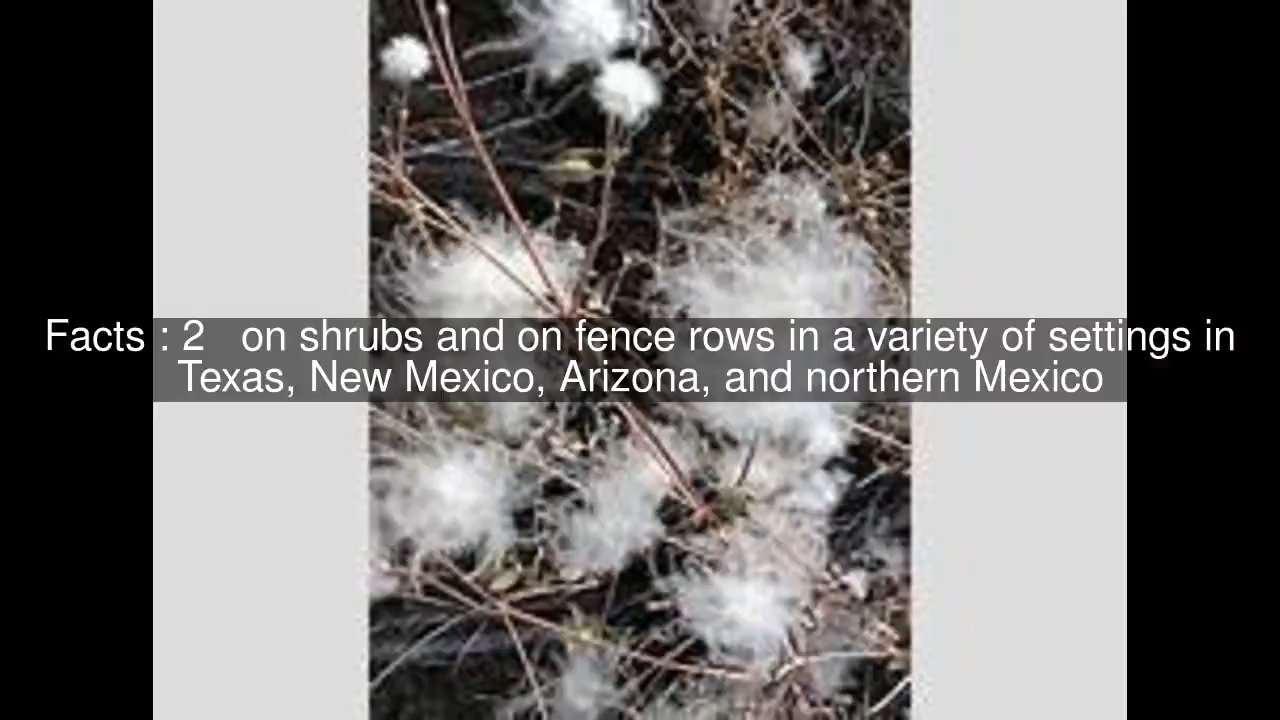 Facts : 2   on shrubs and on fence rows in a variety of settings in
Texas, New Mexico, Arizona, and northern Mexico